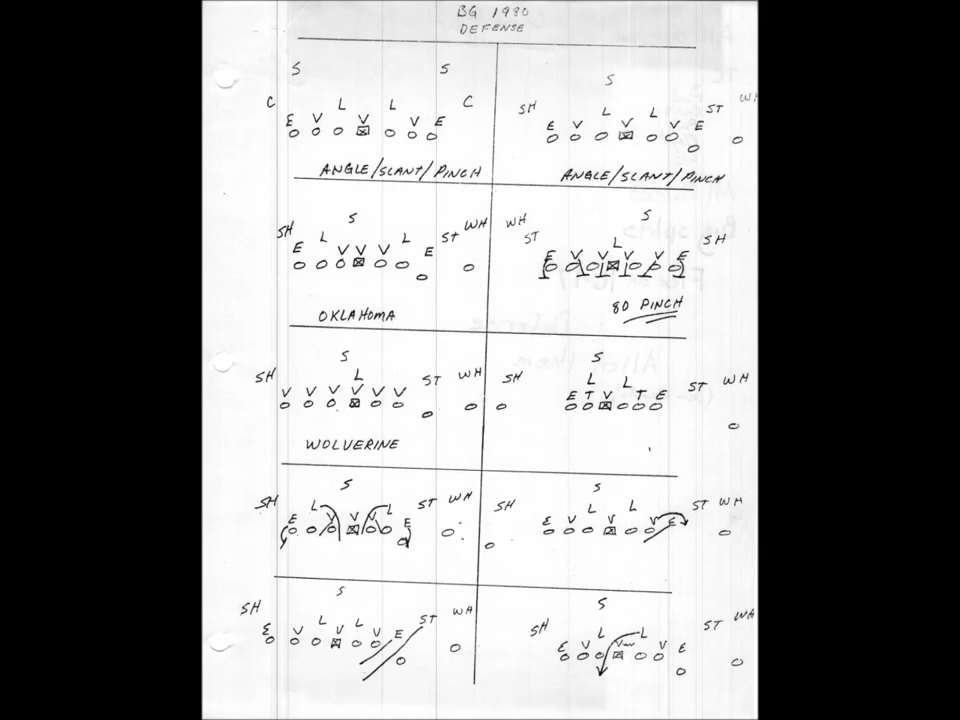 BG 1980
DEFENSE
S S
C L L C
E V V V E
ANGLE/SLANT/PINCH
S
SH L L ST WH
E V V V E
ANGLE/SLANT/PINCH
S
SH L L ST WH
E V V V E
OKLAHOMA
WH S
ST L SH
E V V V V E
80 PINCH
S
SH L ST WH
V V V V V V
WOLVERINE
S
SH L L ST WH
E T V T E
S
SH L L ST WH
E V V V E
S
SH L L ST WH
E V V V E
S
SH L L ST WH
E V V V E
S
SH L L ST WH
E V V V E